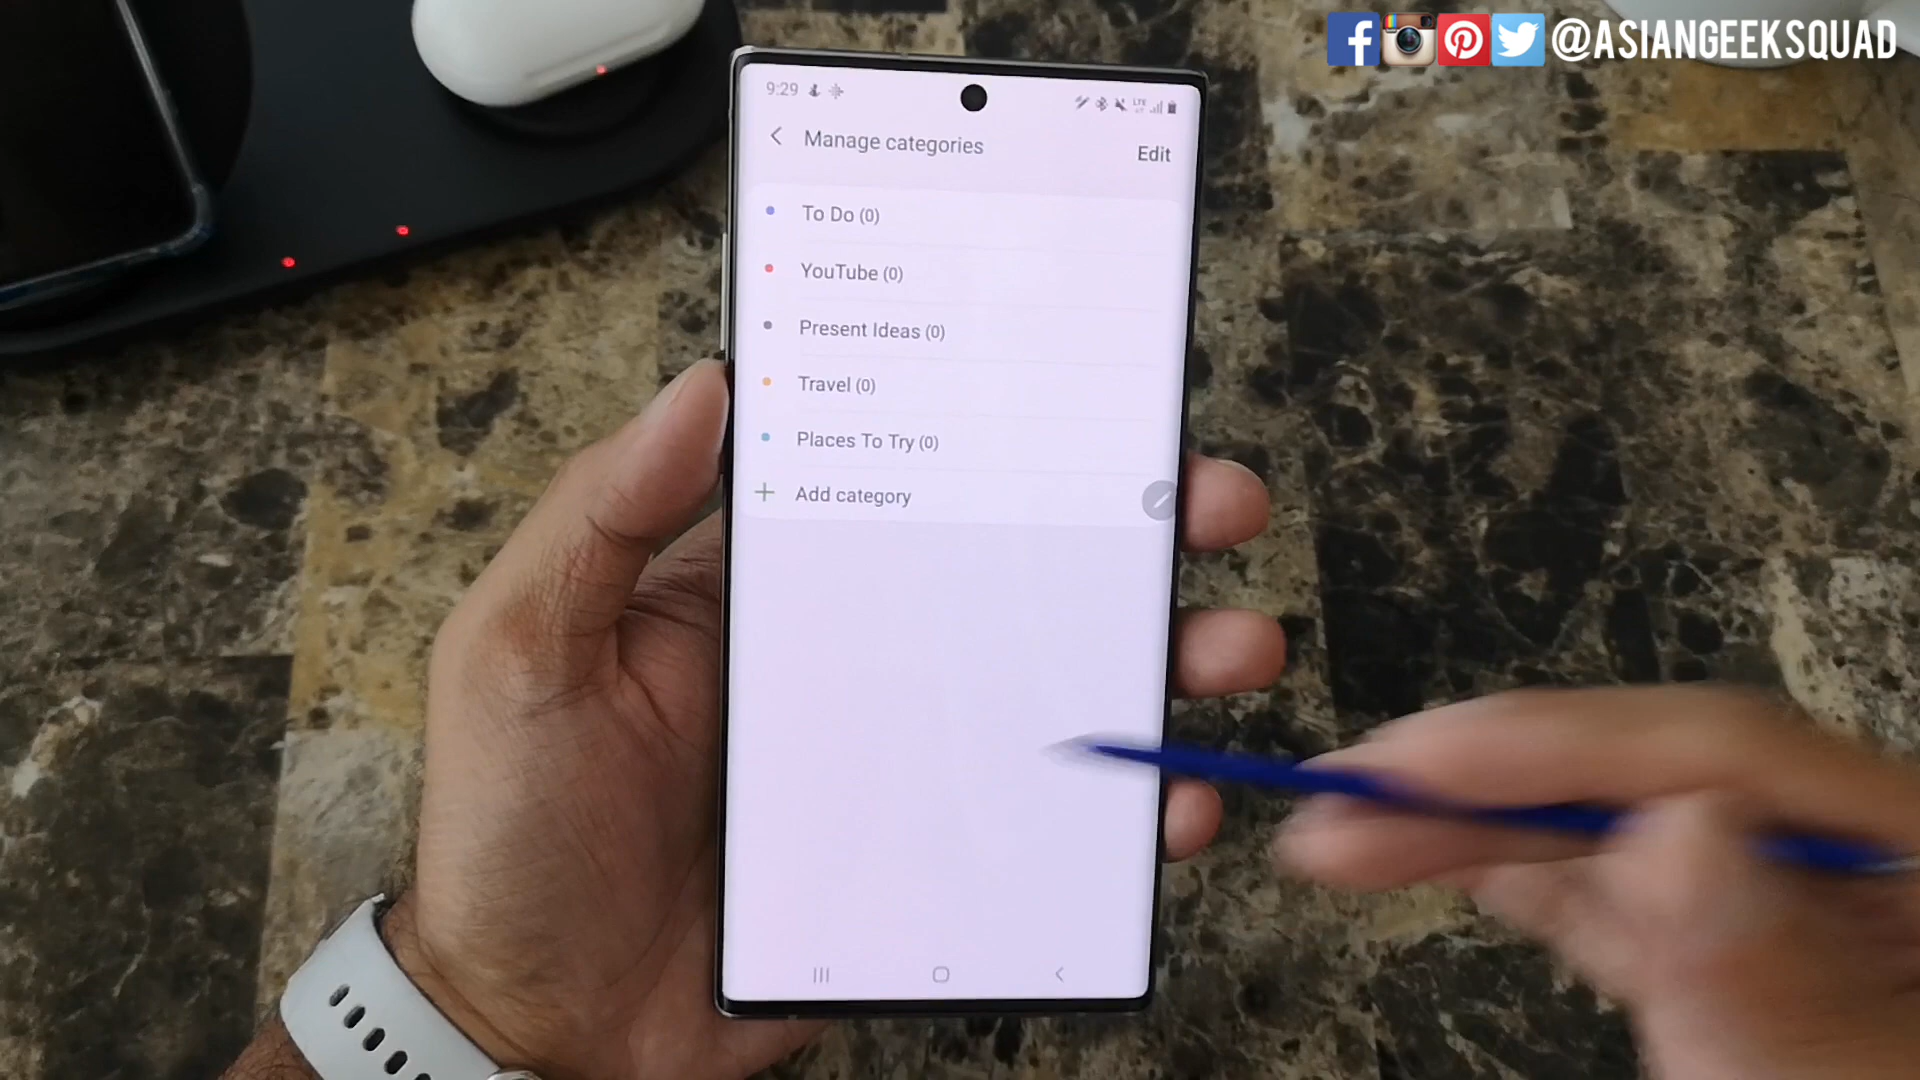 @ASIANGEEKSQUAD
9:29
LTE
Manage categories
Edit
To Do (0)
YouTube (0)
Present Ideas (0)
Travel (0)
Places To Try (0)
Add category